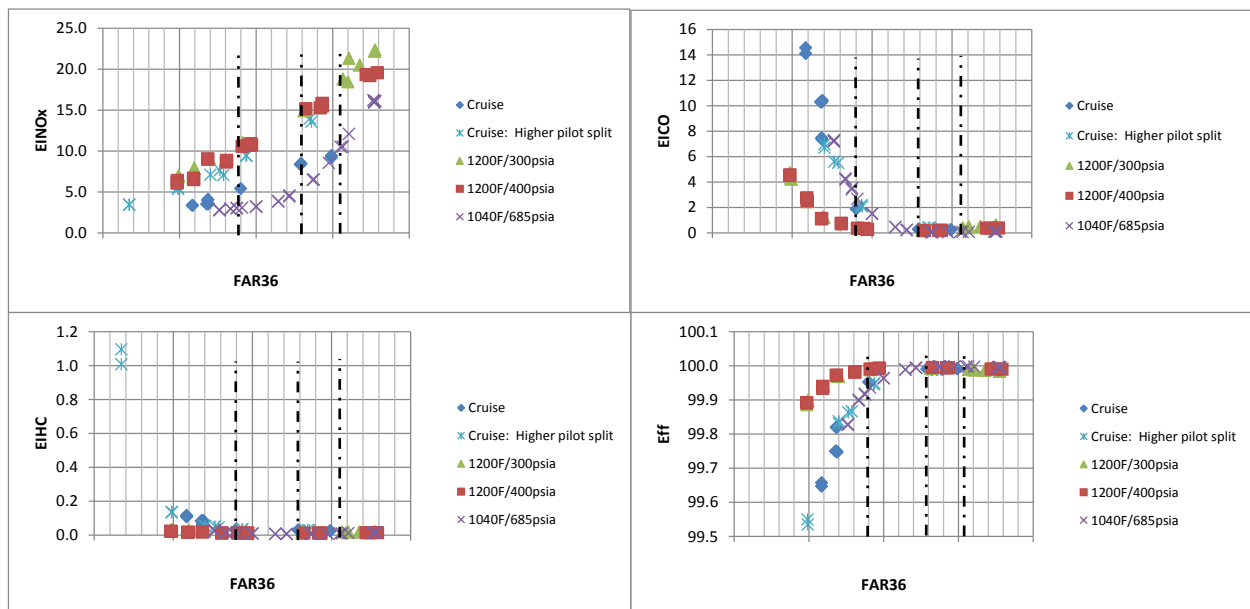 25.0
20.0
15.0
10.0
5.0
0.0
EINOx
FAR36
Cruise
Cruise: Higher pilot split
1200F/300psia
1200F/400psia
1040F/685psia
16
14
12
10
8
6
4
2
0
EICO
FAR36
Cruise
Cruise: Higher pilot split
1200F/300psia
1200F/400psia
1040F/685psia
1.2
1.0
0.8
0.6
0.4
0.2
0.0
EIHC
FAR36
Cruise
Cruise: Higher pilot split
1200F/300psia
1200F/400psia
1040F/685psia
100.1
100.0
99.9
99.8
99.7
99.6
99.5
Eff
FAR36
Cruise
Cruise: Higher pilot split
1200F/300psia
1200F/400psia
1040F/685psia